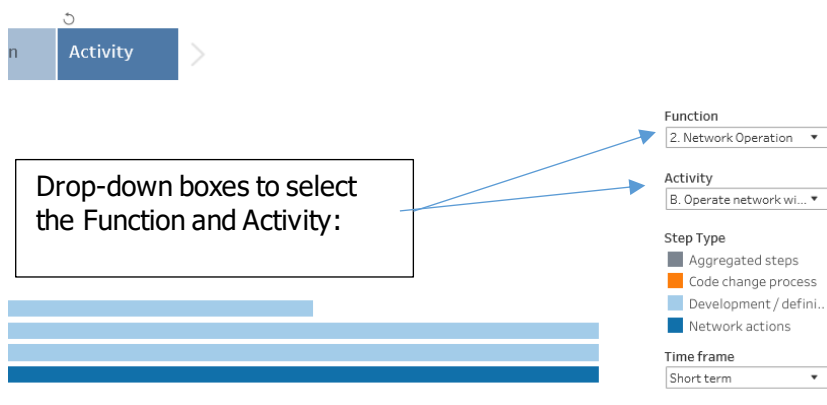 n
Activity
Drop-down boxes to select
the Function and Activity:
Function
2. Network Operation
Activity
B. Operate network wi...
Step Type
Aggregated steps
Code change process
Development / defini..
Network actions
Time frame
Short term